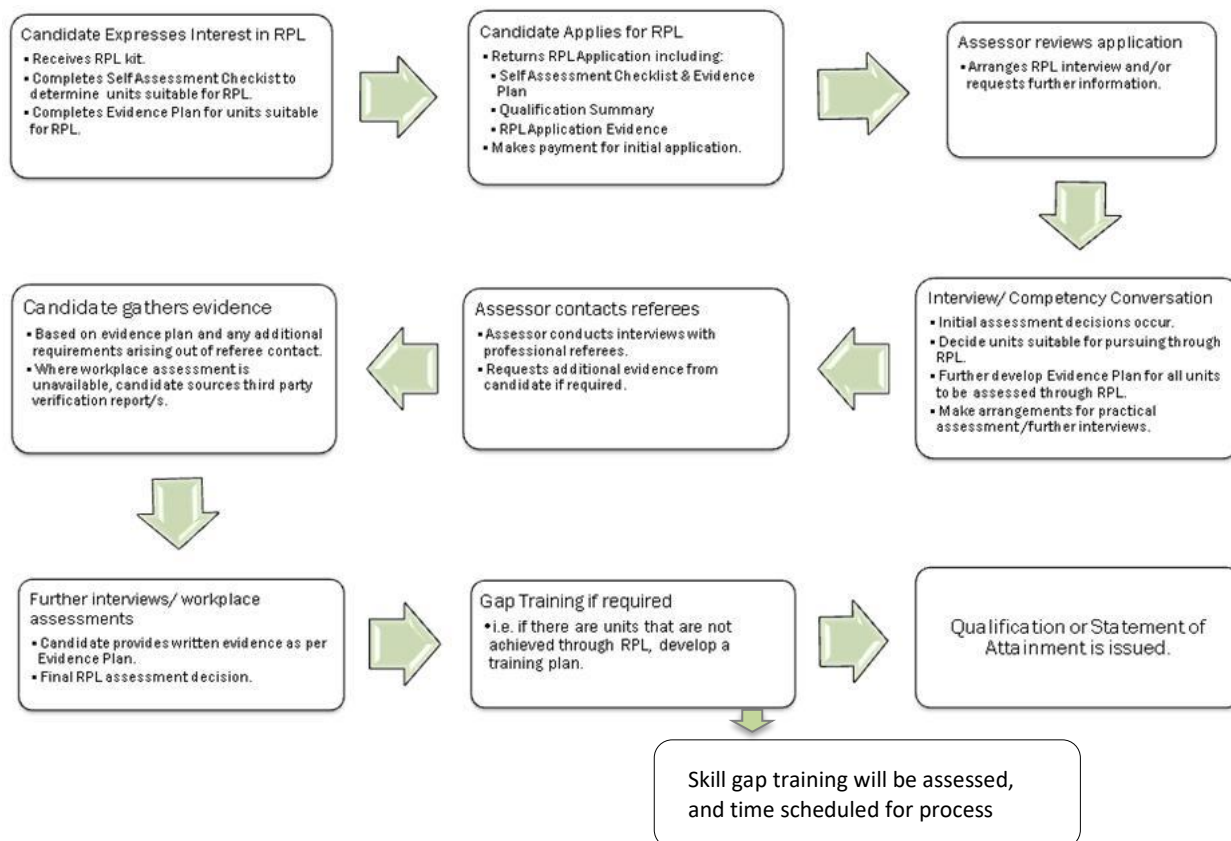 Candidate Expresses Interest in RPL
▪ Receives RPL kit.
▪ Completes Self Assessment Checkist to
determine units suitable for RPL.
▪ Completes Evidence Plan for units suitable
for RPL.
Candidate Applies for RPL
▪ Returns RPL Application including:
▪ Self Assessment Checklist & Evidence
Plan
▪ Qualification Summary
▪ RPL Application Evidence
▪ Makes payment for initial application.
Assessor reviews application
▪ Arranges RPL interview and/or
requests further information.
Interview/ Competency Conversation
▪ Initial assessment decisions occur.
▪ Decide units suitable for pursuing through
RPL.
▪ Further develop Evidence Plan for all units
to be assessed through RPL.
▪ Make arrangements for practical
assessment/further interviews.
Assessor contacts referees
▪ Assessor conducts interviews with
professional referees.
▪ Requests additional evidence from
candidate if required.
Candidate gathers evidence
▪ Based on evidence plan and any additional
requirements arising out of referee contact.
▪ Where workplace assessment is
unavailable, candidate sources third party
verification report/s.
Further interviews/ workplace
assessments
▪ Candidate provides written evidence as per
Evidence Plan.
▪ Final RPL assessment decision.
Gap Training if required
▪ i.e. if there are units that are not
achieved through RPL, develop a
training plan.
Qualification or Statement of
Attainment is issued.
Skill gap training will be assessed,
and time scheduled for process